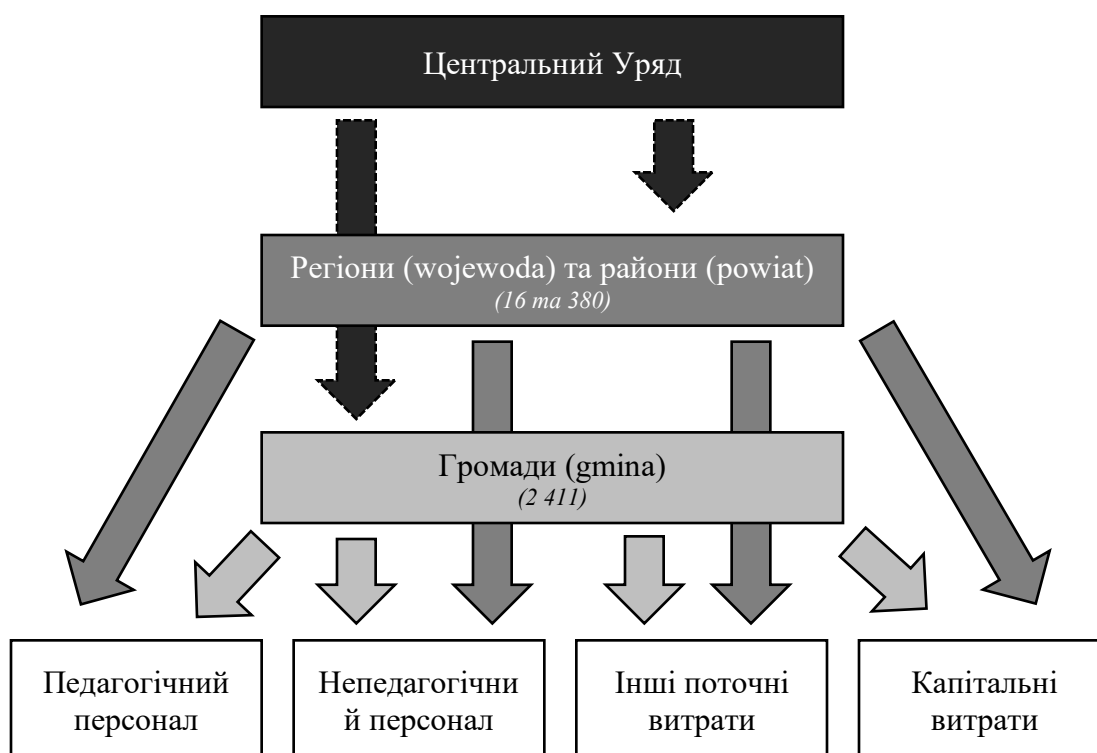 Центральний Уряд
Регіони (wojewoda) та райони (powiat)
(16 та 380)
Громади (gmina)
(2 411)
Педагогічний
персонал
Непедагогічни
й персонал
Інші поточні
витрати
Капітальні
витрати